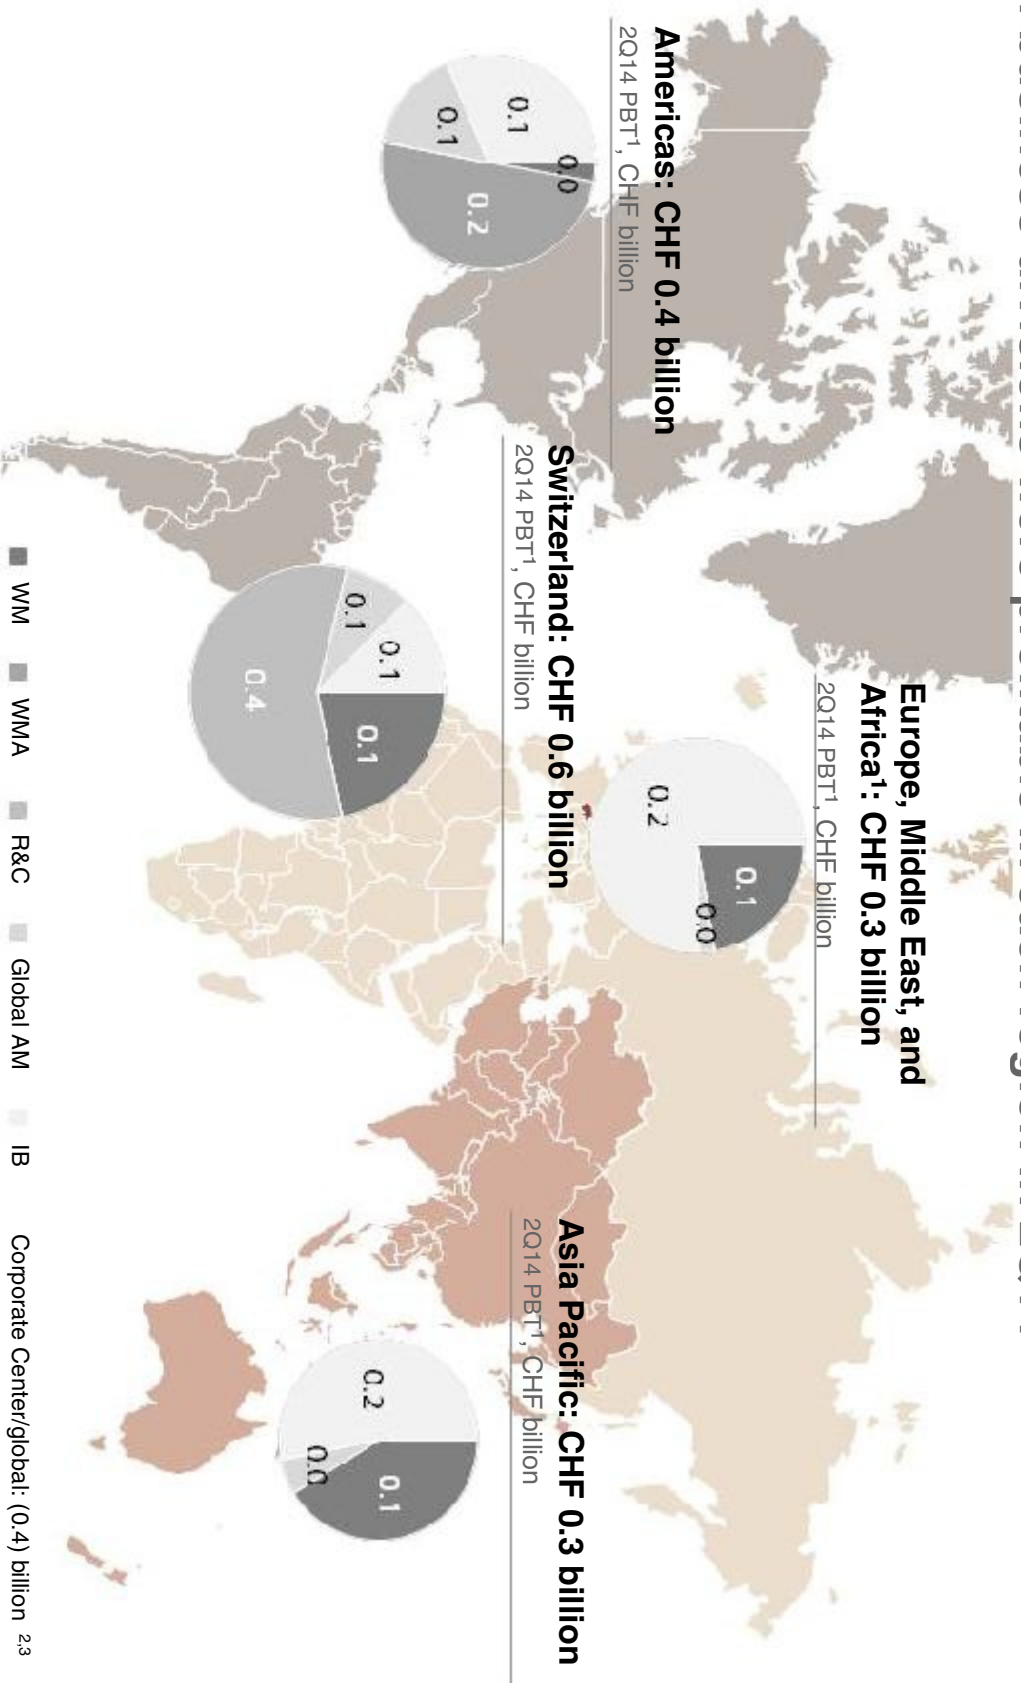 Americas: CHF 0.4 billion
2Q14 PBT¹, CHF billion
0.0
0.1
0.1
0.2
Europe, Middle East, and
Africa¹: CHF 0.3 billion
2Q14 PBT¹, CHF billion
0.1
0.2
0.0
Switzerland: CHF 0.6 billion
2Q14 PBT¹, CHF billion
0.1
0.1
0.1
0.4
Asia Pacific: CHF 0.3 billion
2Q14 PBT¹, CHF billion
0.2
0.1
0.0
WM WMA R&C Global AM IB Corporate Center/global: (0.4) billion ²,³